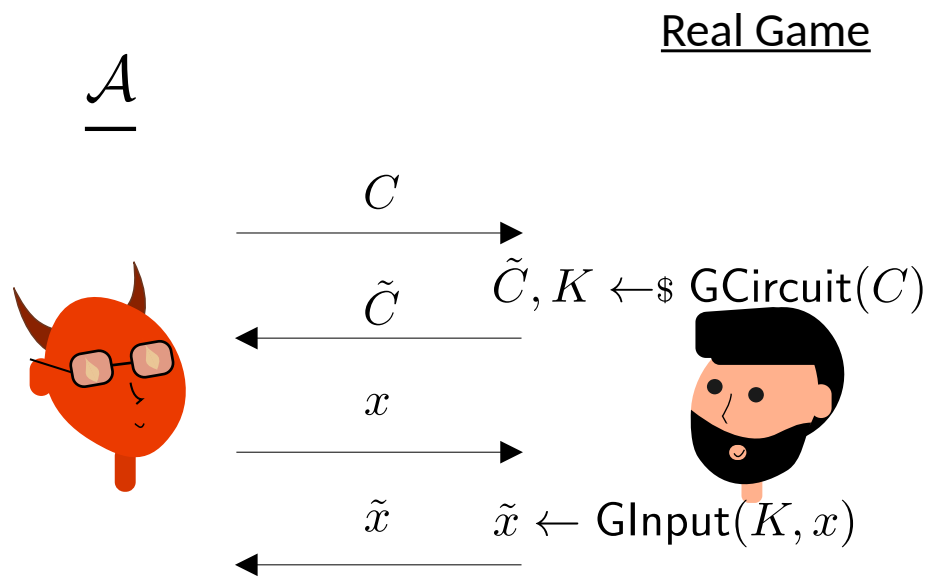 Real Game
𝒜
C
C̃, K ←$ GCircuit(C)
C̃
x
x̃
x̃ ← GInput(K, x)